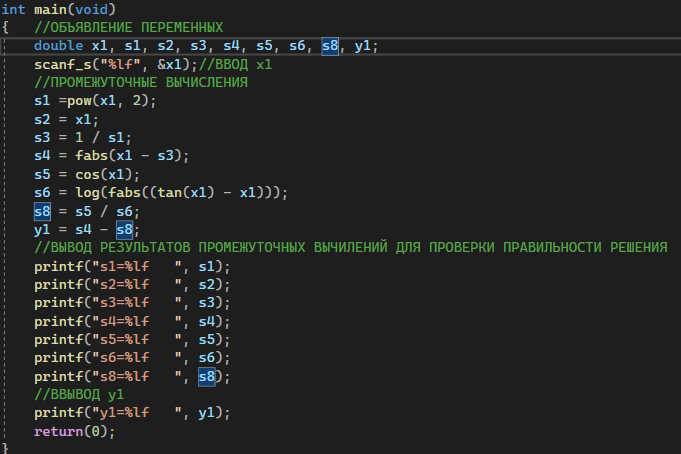 int main(void)
{   //ОБЪЯВЛЕНИЕ ПЕРЕМЕННЫХ
    double x1, s1, s2, s3, s4, s5, s6, s8, y1;
    scanf_s("%lf", &x1);//ВВОД x1
    //ПРОМЕЖУТОЧНЫЕ ВЫЧИСЛЕНИЯ
    s1 =pow(x1, 2);
    s2 = x1;
    s3 = 1 / s1;
    s4 = fabs(x1 - s3);
    s5 = cos(x1);
    s6 = log(fabs((tan(x1) - x1)));
    s8 = s5 / s6;
    y1 = s4 - s8;
    //ВЫВОД РЕЗУЛЬТАТОВ ПРОМЕЖУТОЧНЫХ ВЫЧИЛЕНИЙ ДЛЯ ПРОВЕРКИ ПРАВИЛЬНОСТИ РЕШЕНИЯ
    printf("s1=%lf   ", s1);
    printf("s2=%lf   ", s2);
    printf("s3=%lf   ", s3);
    printf("s4=%lf   ", s4);
    printf("s5=%lf   ", s5);
    printf("s6=%lf   ", s6);
    printf("s8=%lf   ", s8);
    //ВВЫВОД y1
    printf("y1=%lf   ", y1);
    return(0);
}